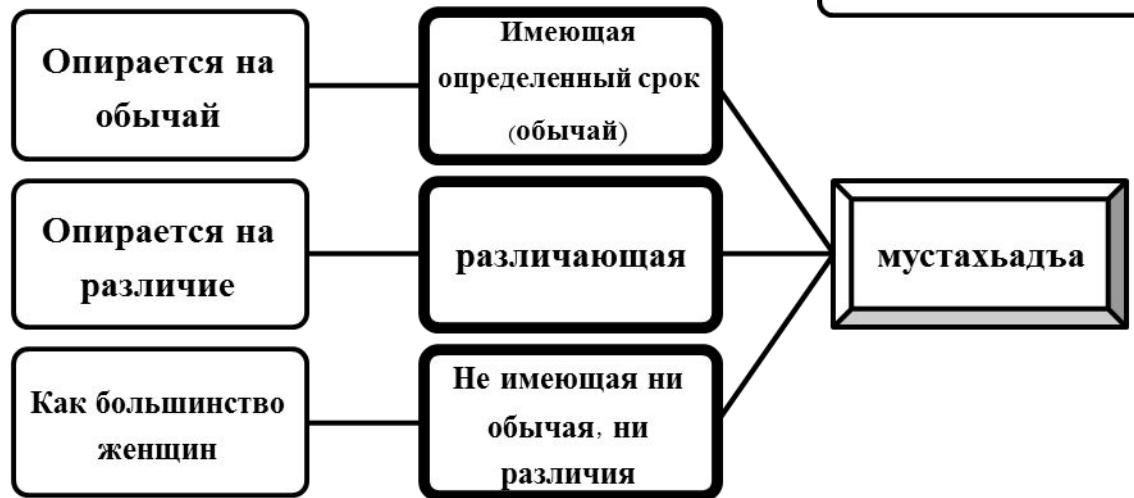 Опирается на
обычай
Имеющая
определенный срок
(обычай)
Опирается на
различие
различающая
мустахьадъа
Как большинство
женщин
Не имеющая ни
обычая, ни
различия